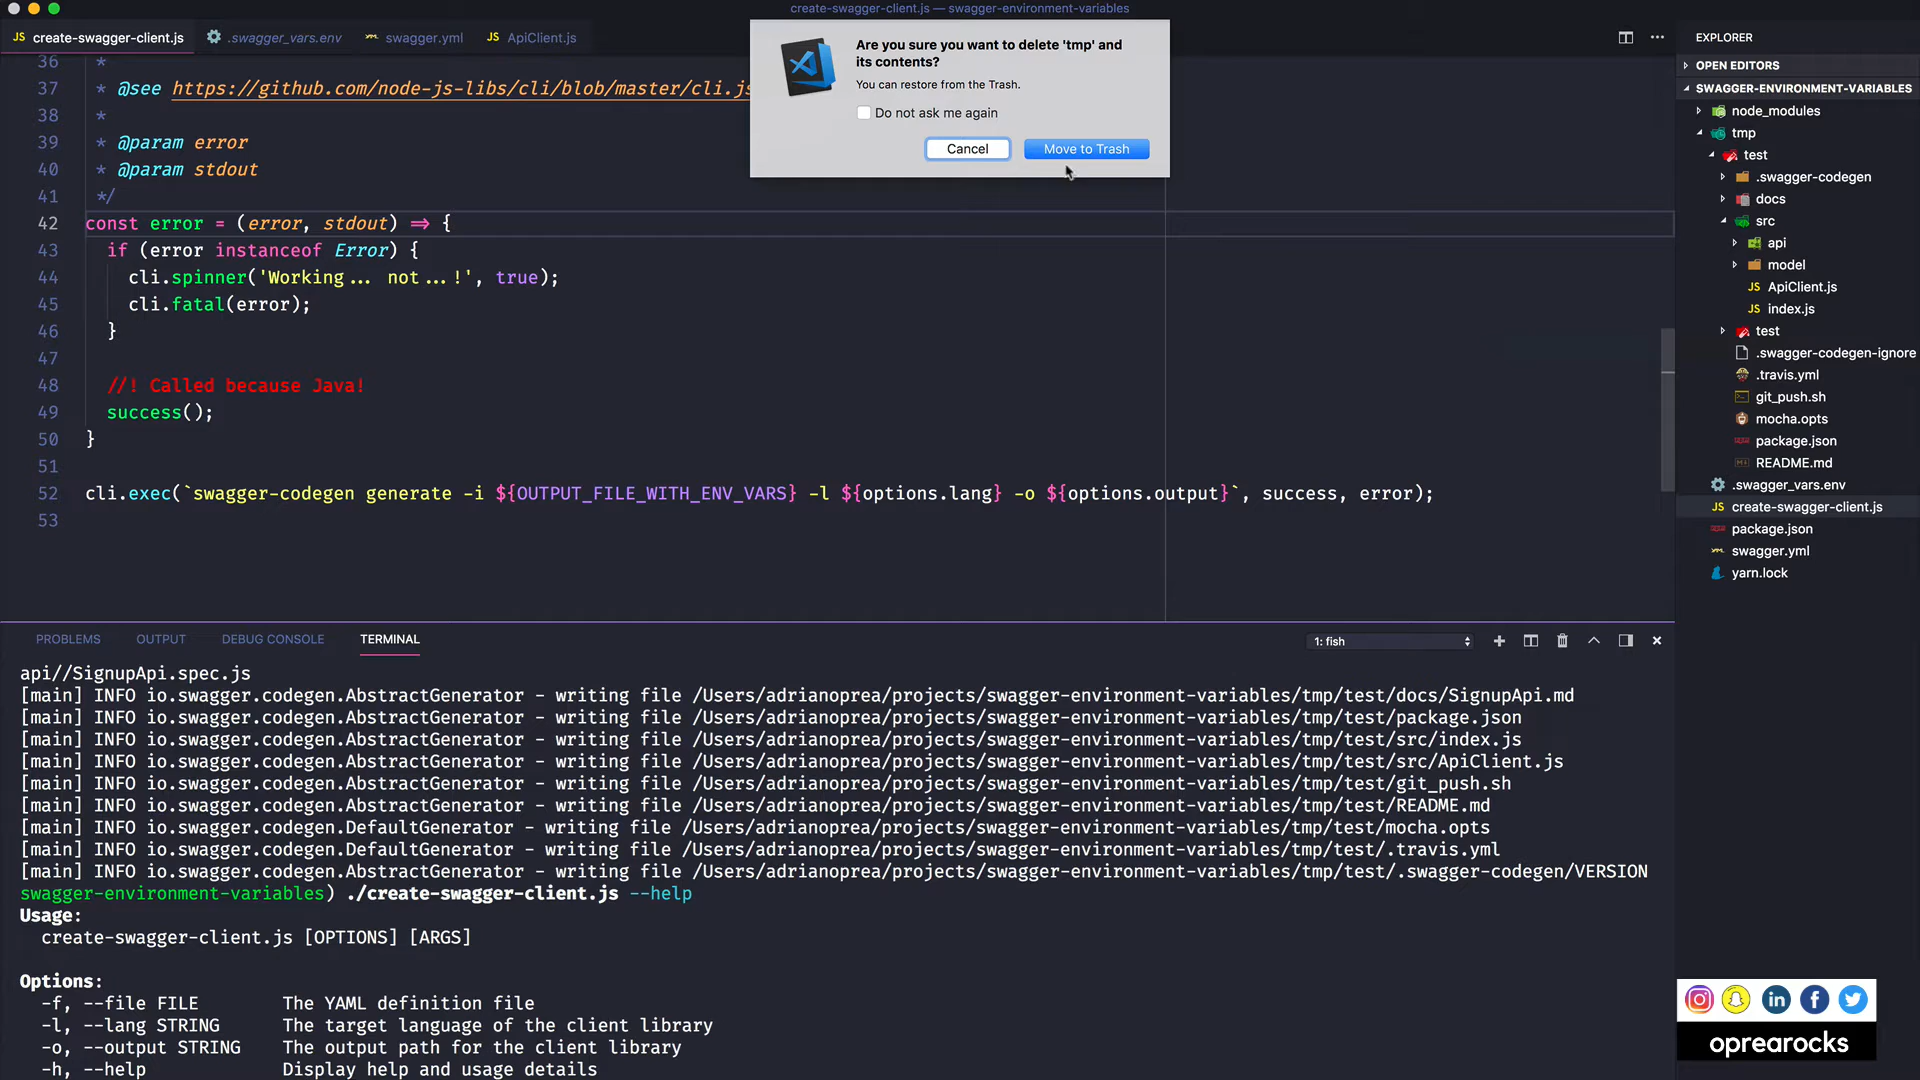 create-swagger-client.js — swagger-environment-variables
JS create-swagger-client.js
.swagger_vars.env
swagger.yml
JS ApiClient.js
Are you sure you want to delete 'tmp' and
its contents?
You can restore from the Trash.
Do not ask me again
Cancel
Move to Trash
36 *
37 * @see https://github.com/node-js-libs/cli/blob/master/cli.js
38 *
39 * @param error
40 * @param stdout
41 */
42 const error = (error, stdout) => {
43 if (error instanceof Error) {
44 cli.spinner('Working... not...!', true);
45 cli.fatal(error);
46 }
47
48 //! Called because Java!
49 success();
50 }
51
52 cli.exec(`swagger-codegen generate -i ${OUTPUT_FILE_WITH_ENV_VARS} -l ${options.lang} -o ${options.output}`, success, error);
53
EXPLORER
OPEN EDITORS
SWAGGER-ENVIRONMENT-VARIABLES
node_modules
tmp
test
.swagger-codegen
docs
src
api
model
JS ApiClient.js
JS index.js
test
.swagger-codegen-ignore
.travis.yml
git_push.sh
mocha.opts
package.json
README.md
.swagger_vars.env
JS create-swagger-client.js
package.json
swagger.yml
yarn.lock
PROBLEMS
OUTPUT
DEBUG CONSOLE
TERMINAL
1: fish
api//SignupApi.spec.js
[main] INFO io.swagger.codegen.AbstractGenerator - writing file /Users/adrianoprea/projects/swagger-environment-variables/tmp/test/docs/SignupApi.md
[main] INFO io.swagger.codegen.AbstractGenerator - writing file /Users/adrianoprea/projects/swagger-environment-variables/tmp/test/package.json
[main] INFO io.swagger.codegen.AbstractGenerator - writing file /Users/adrianoprea/projects/swagger-environment-variables/tmp/test/src/index.js
[main] INFO io.swagger.codegen.AbstractGenerator - writing file /Users/adrianoprea/projects/swagger-environment-variables/tmp/test/src/ApiClient.js
[main] INFO io.swagger.codegen.AbstractGenerator - writing file /Users/adrianoprea/projects/swagger-environment-variables/tmp/test/git_push.sh
[main] INFO io.swagger.codegen.AbstractGenerator - writing file /Users/adrianoprea/projects/swagger-environment-variables/tmp/test/README.md
[main] INFO io.swagger.codegen.DefaultGenerator - writing file /Users/adrianoprea/projects/swagger-environment-variables/tmp/test/mocha.opts
[main] INFO io.swagger.codegen.DefaultGenerator - writing file /Users/adrianoprea/projects/swagger-environment-variables/tmp/test/.travis.yml
[main] INFO io.swagger.codegen.AbstractGenerator - writing file /Users/adrianoprea/projects/swagger-environment-variables/tmp/test/.swagger-codegen/VERSION
swagger-environment-variables) ./create-swagger-client.js --help
Usage:
create-swagger-client.js [OPTIONS] [ARGS]
Options:
-f, --file FILE The YAML definition file
-l, --lang STRING The target language of the client library
-o, --output STRING The output path for the client library
-h, --help Display help and usage details
oprearocks